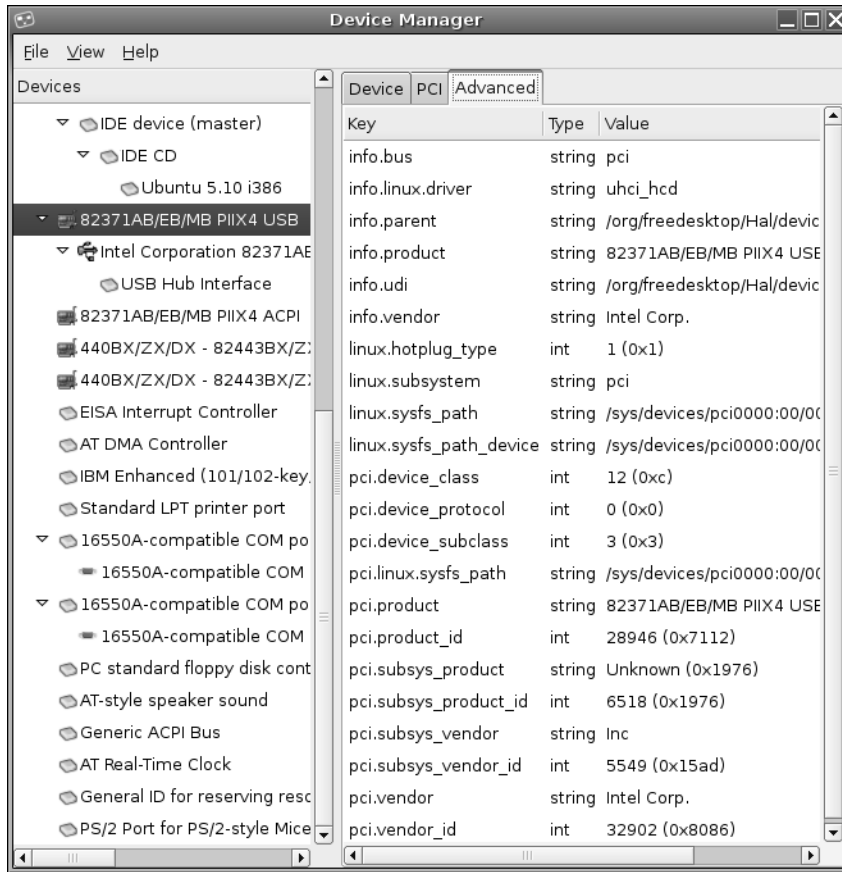 Device Manager
File View Help
Devices
IDE device (master)
IDE CD
Ubuntu 5.10 i386
82371AB/EB/MB PIIX4 USB
Intel Corporation 82371AE
USB Hub Interface
82371AB/EB/MB PIIX4 ACPI
440BX/ZX/DX - 82443BX/Z
440BX/ZX/DX - 82443BX/Z
EISA Interrupt Controller
AT DMA Controller
IBM Enhanced (101/102-key
Standard LPT printer port
16550A-compatible COM po
16550A-compatible COM
16550A-compatible COM po
16550A-compatible COM
PC standard floppy disk cont
AT-style speaker sound
Generic ACPI Bus
AT Real-Time Clock
General ID for reserving resc
PS/2 Port for PS/2-style Mice
Device PCI Advanced
Key Type Value
info.bus string pci
info.linux.driver string uhci_hcd
info.parent string /org/freedesktop/Hal/devic
info.product string 82371AB/EB/MB PIIX4 USE
info.udi string /org/freedesktop/Hal/devic
info.vendor string Intel Corp.
linux.hotplug_type int 1 (0x1)
linux.subsystem string pci
linux.sysfs_path string /sys/devices/pci0000:00/00
linux.sysfs_path_device string /sys/devices/pci0000:00/00
pci.device_class int 12 (0xc)
pci.device_protocol int 0 (0x0)
pci.device_subclass int 3 (0x3)
pci.linux.sysfs_path string /sys/devices/pci0000:00/00
pci.product string 82371AB/EB/MB PIIX4 USE
pci.product_id int 28946 (0x7112)
pci.subsys_product string Unknown (0x1976)
pci.subsys_product_id int 6518 (0x1976)
pci.subsys_vendor string Inc
pci.subsys_vendor_id int 5549 (0x15ad)
pci.vendor string Intel Corp.
pci.vendor_id int 32902 (0x8086)